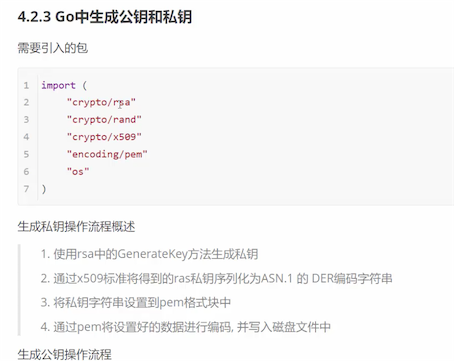 4.2.3 Go中生成公钥和私钥
需要引入的包
1 import (
2 "crypto/rsa"
3 "crypto/rand"
4 "crypto/x509"
5 "encoding/pem"
6 "os"
7 )
生成私钥操作流程概述
1. 使用rsa中的GenerateKey方法生成私钥
2. 通过x509标准将得到的ras私钥序列化为ASN.1 的 DER编码字符串
3. 将私钥字符串设置到pem格式块中
4. 通过pem将设置好的数据进行编码, 并写入磁盘文件中
生成公钥操作流程